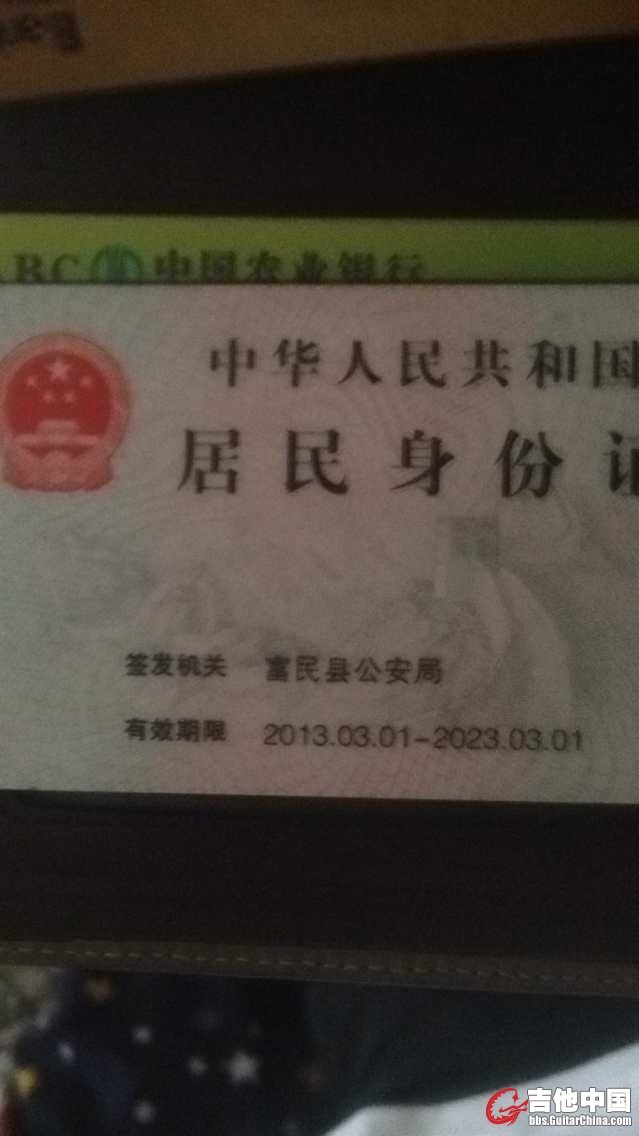 ABC 中国农业银行
中华人民共和国
居民身份证
签发机关 富民县公安局
有效期限 2013.03.01-2023.03.01
吉他中国
bbs.GuitarChina.com